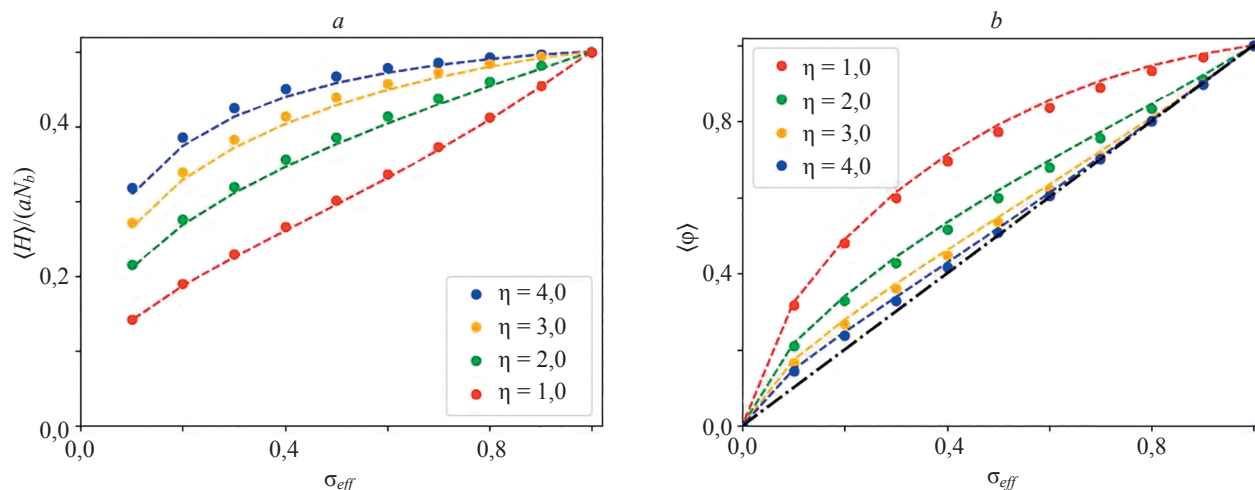 a
⟨H⟩/(aN_b)
0,4
0,2
0,0
0,0
0,4
0,8
σ_eff
η = 4,0
η = 3,0
η = 2,0
η = 1,0
b
⟨φ⟩
0,8
0,4
0,0
0,0
0,4
0,8
σ_eff
η = 1,0
η = 2,0
η = 3,0
η = 4,0